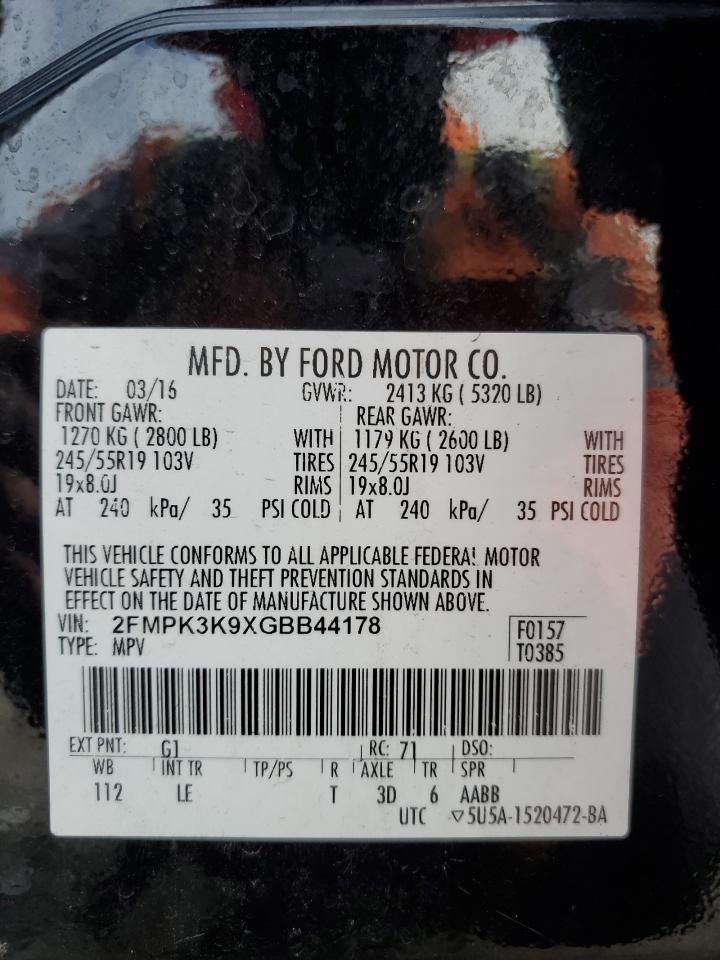 MFD. BY FORD MOTOR CO.
DATE: 03/16 GVWR: 2413 KG ( 5320 LB)
FRONT GAWR: REAR GAWR:
1270 KG ( 2800 LB) WITH 1179 KG ( 2600 LB) WITH
245/55R19 103V TIRES 245/55R19 103V TIRES
19x8.0J RIMS 19x8.0J RIMS
AT 240 kPa/ 35 PSI COLD AT 240 kPa/ 35 PSI COLD
THIS VEHICLE CONFORMS TO ALL APPLICABLE FEDERAL MOTOR
VEHICLE SAFETY AND THEFT PREVENTION STANDARDS IN
EFFECT ON THE DATE OF MANUFACTURE SHOWN ABOVE.
VIN: 2FMPK3K9XGBB44178 F0157
TYPE: MPV T0385
EXT PNT: G1 RC: 71 DSO:
WB INT TR TP/PS R AXLE TR SPR
112 LE T 3D 6 AABB
UTC ▽5U5A-1520472-BA